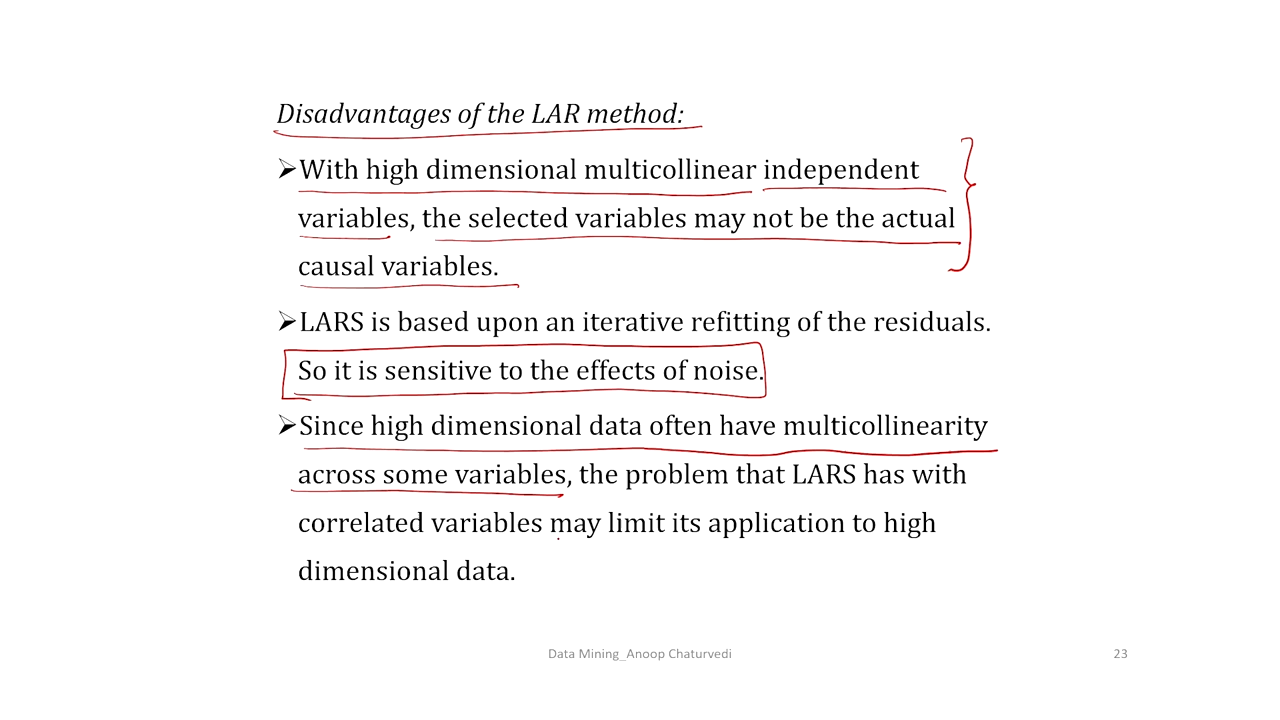 Disadvantages of the LAR method:
➢With high dimensional multicollinear independent
variables, the selected variables may not be the actual
causal variables.
➢LARS is based upon an iterative refitting of the residuals.
So it is sensitive to the effects of noise.
➢Since high dimensional data often have multicollinearity
across some variables, the problem that LARS has with
correlated variables may limit its application to high
dimensional data.
Data Mining_Anoop Chaturvedi
23